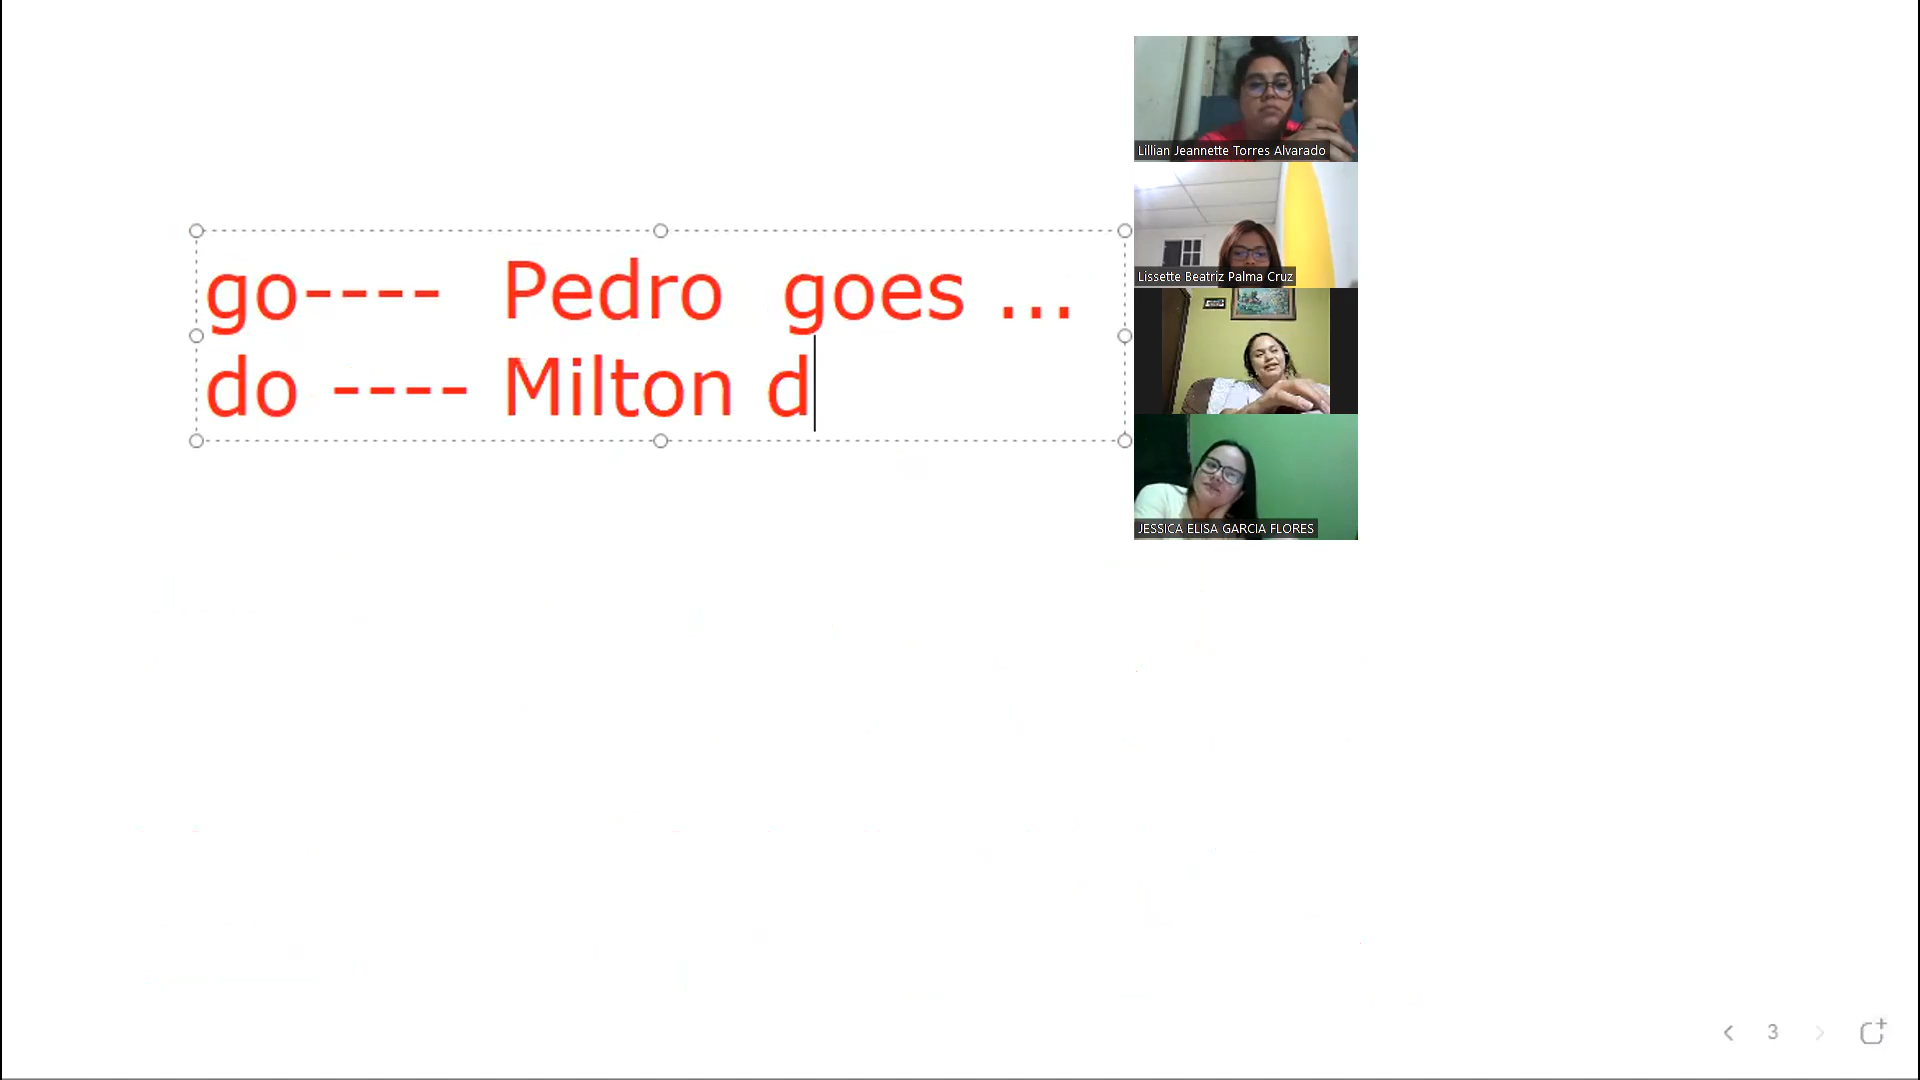 go---- Pedro goes ...
do ---- Milton d
Lillian Jeannette Torres Alvarado
Lissette Beatriz Palma Cruz
JESSICA ELISA GARCIA FLORES
3